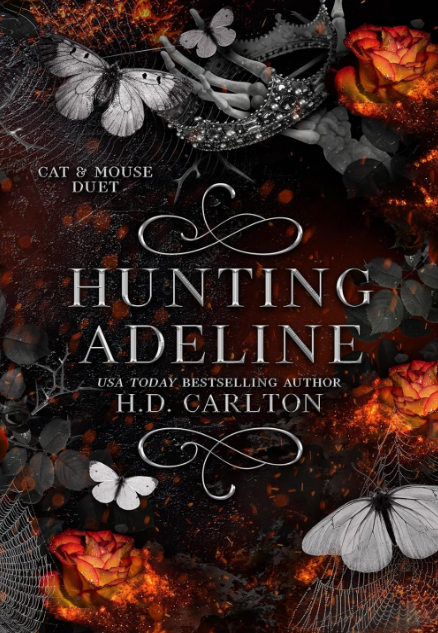 CAT & MOUSE
DUET
HUNTING
ADELINE
USA TODAY BESTSELLING AUTHOR
H.D. CARLTON